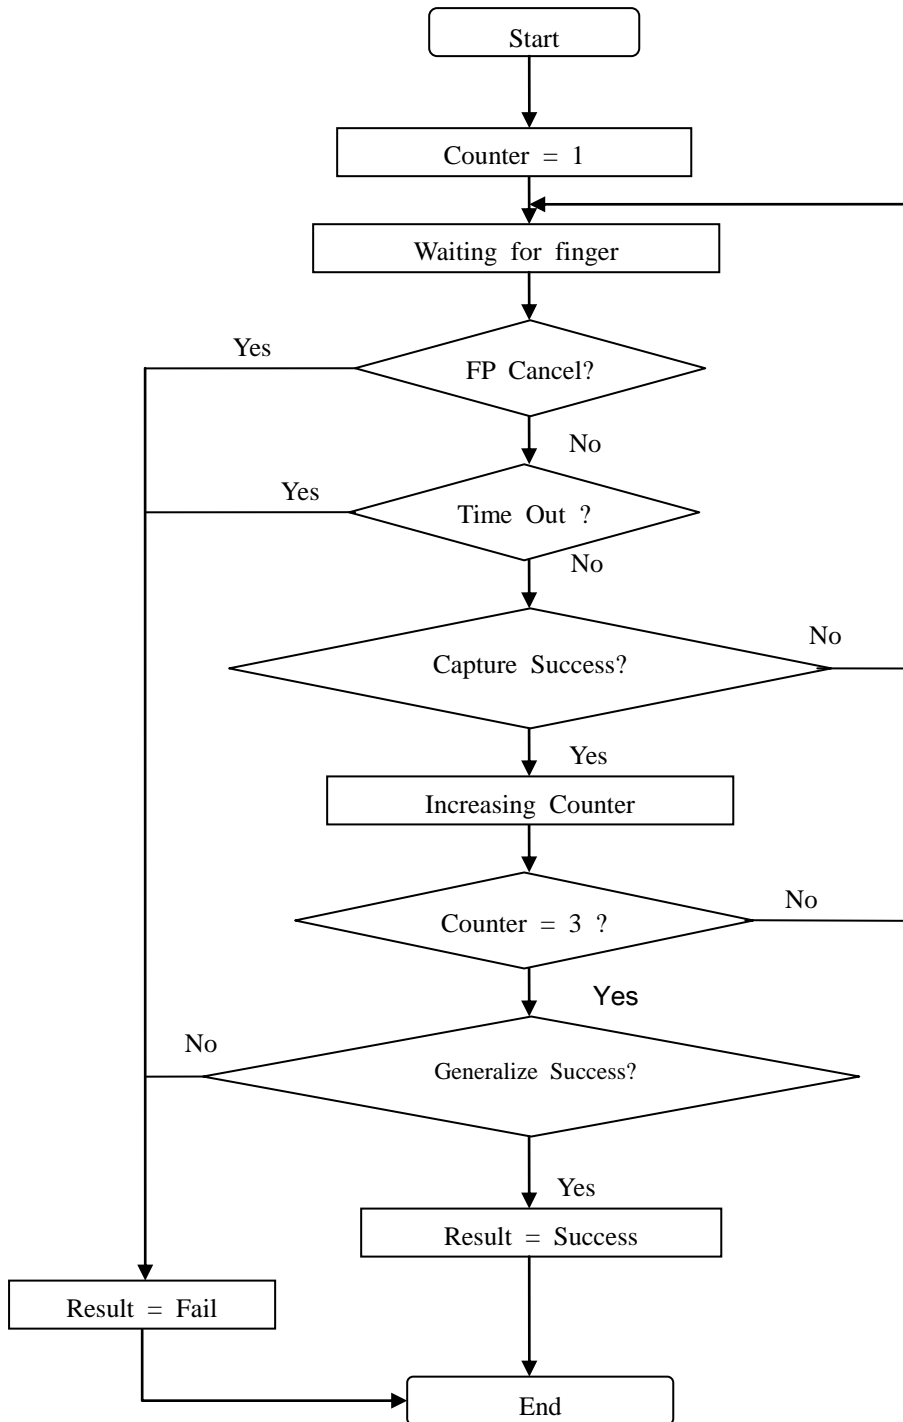 Start
Counter = 1
Waiting for finger
Yes
FP Cancel?
No
Yes
Time Out ?
No
No
Capture Success?
Yes
Increasing Counter
No
Counter = 3 ?
Yes
No
Generalize Success?
Yes
Result = Success
Result = Fail
End